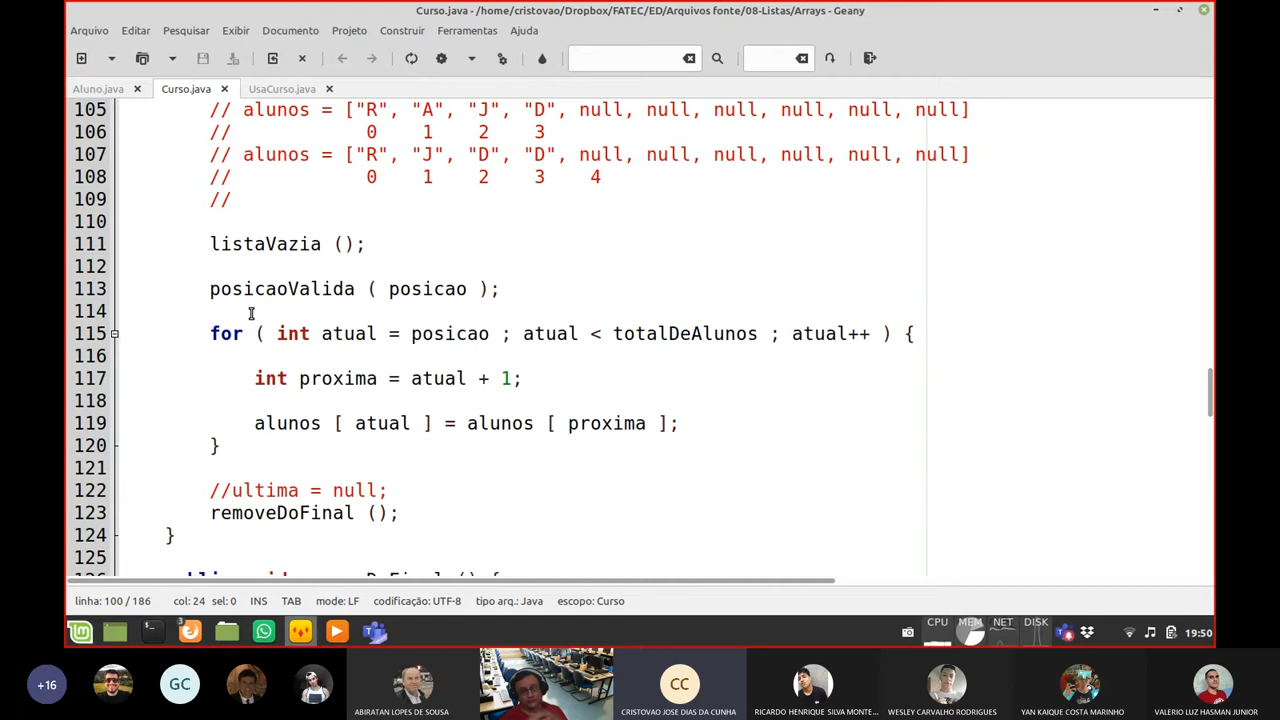 Curso.java - /home/cristovao/Dropbox/FATEC/ED/Arquivos fonte/08-Listas/Arrays - Geany
Arquivo Editar Pesquisar Exibir Documento Projeto Construir Ferramentas Ajuda
Aluno.java Curso.java UsaCurso.java
105 // alunos = ["R", "A", "J", "D", null, null, null, null, null, null]
106 // 0 1 2 3
107 // alunos = ["R", "J", "D", "D", null, null, null, null, null, null]
108 // 0 1 2 3 4
109 //
110
111 listaVazia ();
112
113 posicaoValida ( posicao );
114
115 for ( int atual = posicao ; atual < totalDeAlunos ; atual++ ) {
116
117 int proxima = atual + 1;
118
119 alunos [ atual ] = alunos [ proxima ];
120 }
121
122 //ultima = null;
123 removeDoFinal ();
124 }
125
linha: 100 / 186 col: 24 sel: 0 INS TAB mode: LF codificação: UTF-8 tipo arq.: Java escopo: Curso
3 CPU MEM NET DISK 19:50
+16 GC CC
ABIRATAN LOPES DE SOUSA CRISTOVAO JOSE DIAS DA CUNHA RICARDO HENRIQUE SILVA MONTE... WESLEY CARVALHO RODRIGUES YAN KAIQUE COSTA MARINHO VALERIO LUZ HASMAN JUNIOR